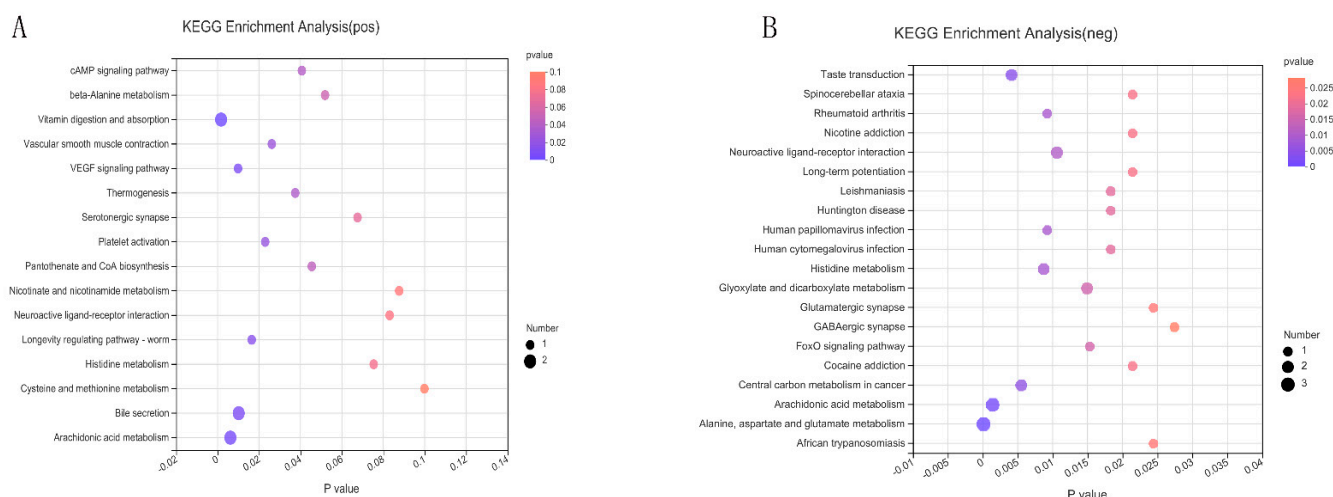 A
KEGG Enrichment Analysis(pos)
cAMP signaling pathway
beta-Alanine metabolism
Vitamin digestion and absorption
Vascular smooth muscle contraction
VEGF signaling pathway
Thermogenesis
Serotonergic synapse
Platelet activation
Pantothenate and CoA biosynthesis
Nicotinate and nicotinamide metabolism
Neuroactive ligand-receptor interaction
Longevity regulating pathway - worm
Histidine metabolism
Cysteine and methionine metabolism
Bile secretion
Arachidonic acid metabolism
-0.02 0 0.02 0.04 0.06 0.08 0.1 0.12 0.14
P value
pvalue
0.1
0.08
0.06
0.04
0.02
0
Number
1
2
B
KEGG Enrichment Analysis(neg)
Taste transduction
Spinocerebellar ataxia
Rheumatoid arthritis
Nicotine addiction
Neuroactive ligand-receptor interaction
Long-term potentiation
Leishmaniasis
Huntington disease
Human papillomavirus infection
Human cytomegalovirus infection
Histidine metabolism
Glyoxylate and dicarboxylate metabolism
Glutamatergic synapse
GABAergic synapse
FoxO signaling pathway
Cocaine addiction
Central carbon metabolism in cancer
Arachidonic acid metabolism
Alanine, aspartate and glutamate metabolism
African trypanosomiasis
-0.01 -0.005 0 0.005 0.01 0.015 0.02 0.025 0.03 0.035 0.04
P value
pvalue
0.025
0.02
0.015
0.01
0.005
0
Number
1
2
3